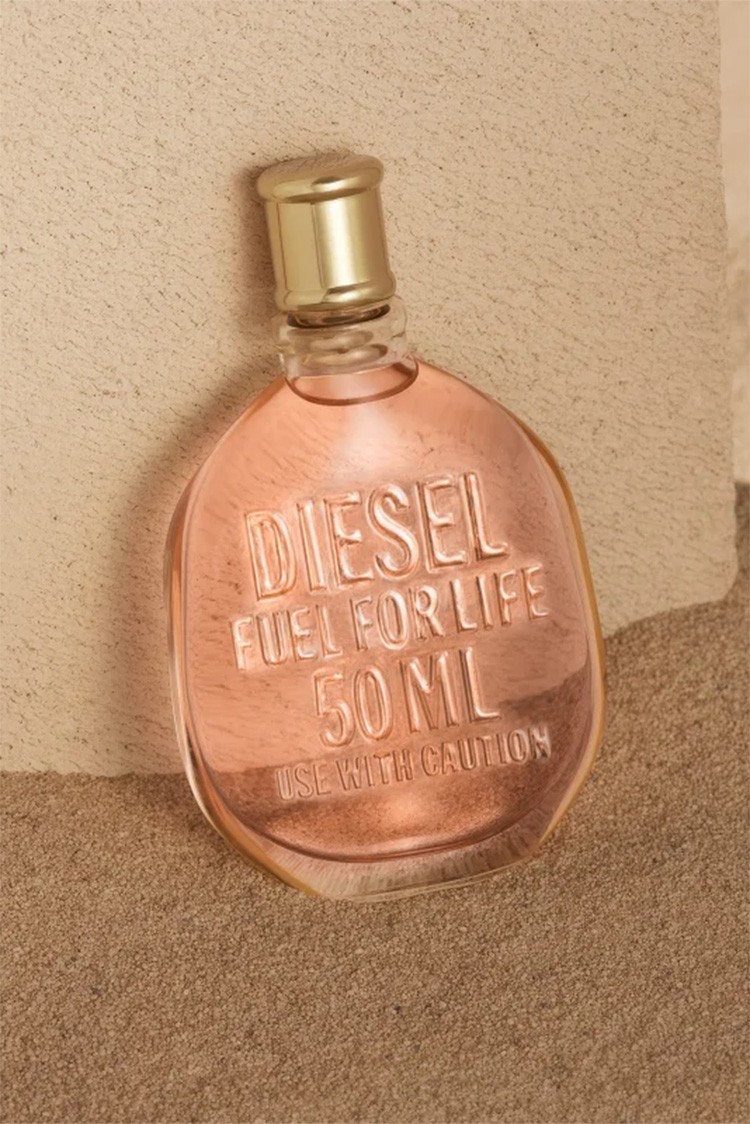 DIESEL
FUEL FOR LIFE
50 ML
USE WITH CAUTION